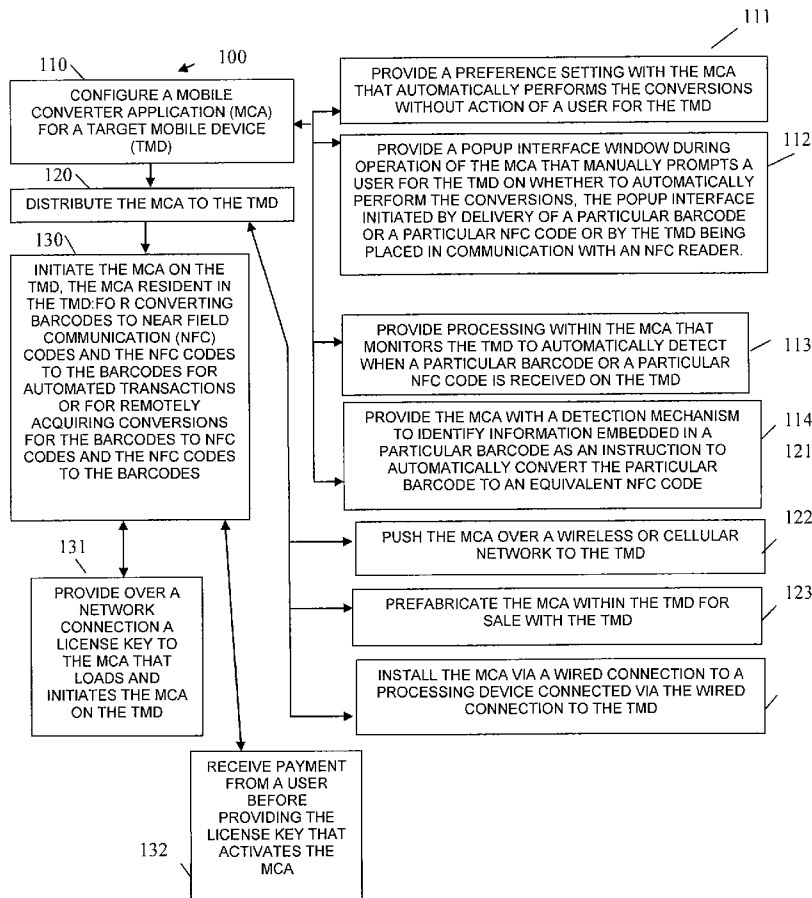 100
110
CONFIGURE A MOBILE
CONVERTER APPLICATION (MCA)
FOR A TARGET MOBILE DEVICE
(TMD)
120
DISTRIBUTE THE MCA TO THE TMD
130
INITIATE THE MCA ON THE
TMD, THE MCA RESIDENT IN
THE TMD:FO R CONVERTING
BARCODES TO NEAR FIELD
COMMUNICATION (NFC)
CODES AND THE NFC CODES
TO THE BARCODES FOR
AUTOMATED TRANSACTIONS
OR FOR REMOTELY
ACQUIRING CONVERSIONS
FOR THE BARCODES TO NFC
CODES AND THE NFC CODES
TO THE BARCODES
131
PROVIDE OVER A
NETWORK
CONNECTION A
LICENSE KEY TO
THE MCA THAT
LOADS AND
INITIATES THE MCA
ON THE TMD
RECEIVE PAYMENT
FROM A USER
BEFORE
PROVIDING THE
LICENSE KEY THAT
ACTIVATES THE
MCA
132
111
PROVIDE A PREFERENCE SETTING WITH THE MCA
THAT AUTOMATICALLY PERFORMS THE CONVERSIONS
WITHOUT ACTION OF A USER FOR THE TMD
PROVIDE A POPUP INTERFACE WINDOW DURING
OPERATION OF THE MCA THAT MANUALLY PROMPTS A
USER FOR THE TMD ON WHETHER TO AUTOMATICALLY
PERFORM THE CONVERSIONS, THE POPUP INTERFACE
INITIATED BY DELIVERY OF A PARTICULAR BARCODE
OR A PARTICULAR NFC CODE OR BY THE TMD BEING
PLACED IN COMMUNICATION WITH AN NFC READER.
112
PROVIDE PROCESSING WITHIN THE MCA THAT
MONITORS THE TMD TO AUTOMATICALLY DETECT
WHEN A PARTICULAR BARCODE OR A PARTICULAR
NFC CODE IS RECEIVED ON THE TMD
113
PROVIDE THE MCA WITH A DETECTION MECHANISM
TO IDENTIFY INFORMATION EMBEDDED IN A
PARTICULAR BARCODE AS AN INSTRUCTION TO
AUTOMATICALLY CONVERT THE PARTICULAR
BARCODE TO AN EQUIVALENT NFC CODE
114
121
PUSH THE MCA OVER A WIRELESS OR CELLULAR
NETWORK TO THE TMD
122
PREFABRICATE THE MCA WITHIN THE TMD FOR
SALE WITH THE TMD
123
INSTALL THE MCA VIA A WIRED CONNECTION TO A
PROCESSING DEVICE CONNECTED VIA THE WIRED
CONNECTION TO THE TMD